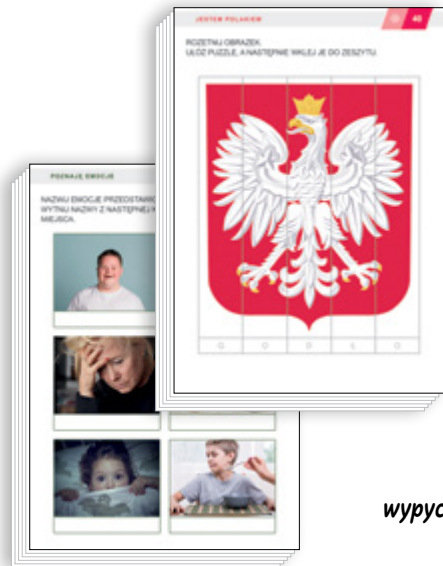 JESTEM POLAKIEM
40
ROZETNIJ OBRAZEK.
UŁÓŻ PUZZLE, A NASTĘPNIE WKLEJ JE DO ZESZYTU.
G O D Ł O
POZNAJĘ EMOCJE
NAZWIJ EMOCJE PRZEDSTAWIO
WYTNIJ NAZWY Z NASTĘPNEJ
MIEJSCA.
wypyc